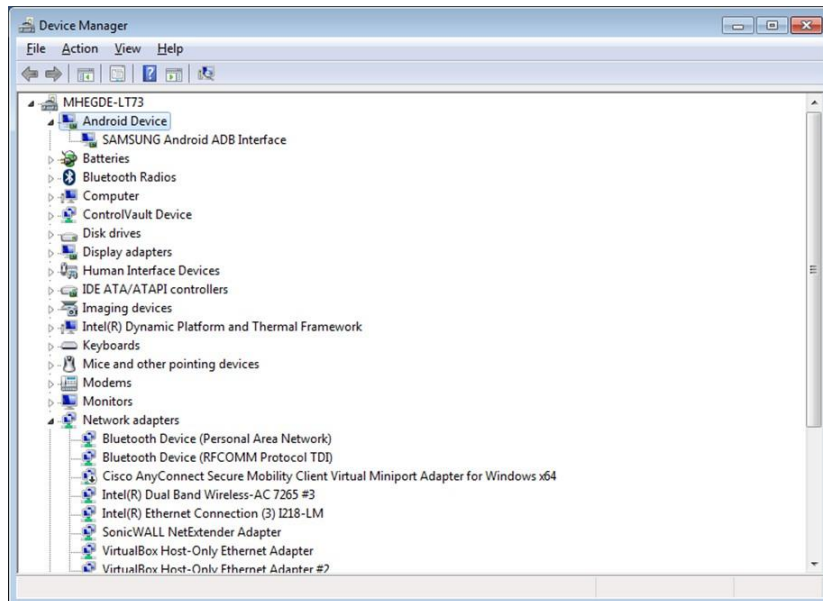 Device Manager
File Action View Help
MHEGDE-LT73
Android Device
SAMSUNG Android ADB Interface
Batteries
Bluetooth Radios
Computer
ControlVault Device
Disk drives
Display adapters
Human Interface Devices
IDE ATA/ATAPI controllers
Imaging devices
Intel(R) Dynamic Platform and Thermal Framework
Keyboards
Mice and other pointing devices
Modems
Monitors
Network adapters
Bluetooth Device (Personal Area Network)
Bluetooth Device (RFCOMM Protocol TDI)
Cisco AnyConnect Secure Mobility Client Virtual Miniport Adapter for Windows x64
Intel(R) Dual Band Wireless-AC 7265 #3
Intel(R) Ethernet Connection (3) I218-LM
SonicWALL NetExtender Adapter
VirtualBox Host-Only Ethernet Adapter
VirtualBox Host-Only Ethernet Adapter #2